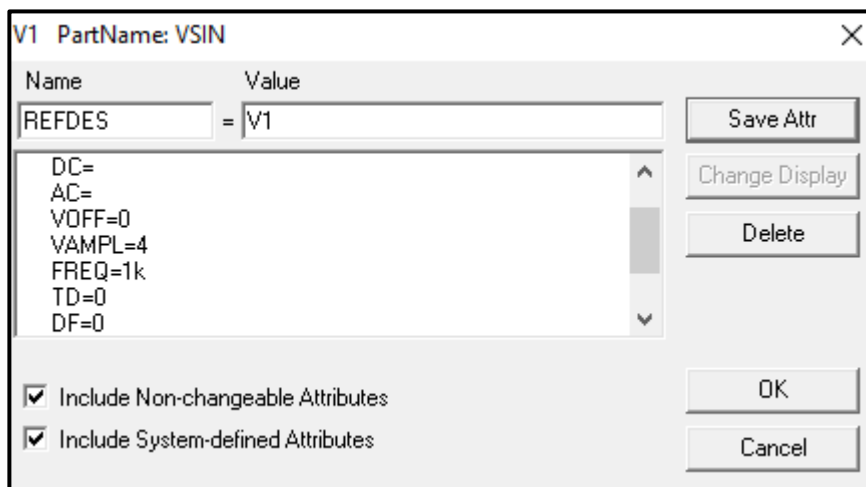 V1 PartName: VSIN
Name Value
REFDES = V1
Save Attr
DC=
AC=
VOFF=0
VAMPL=4
FREQ=1k
TD=0
DF=0
Change Display
Delete
Include Non-changeable Attributes
Include System-defined Attributes
OK
Cancel